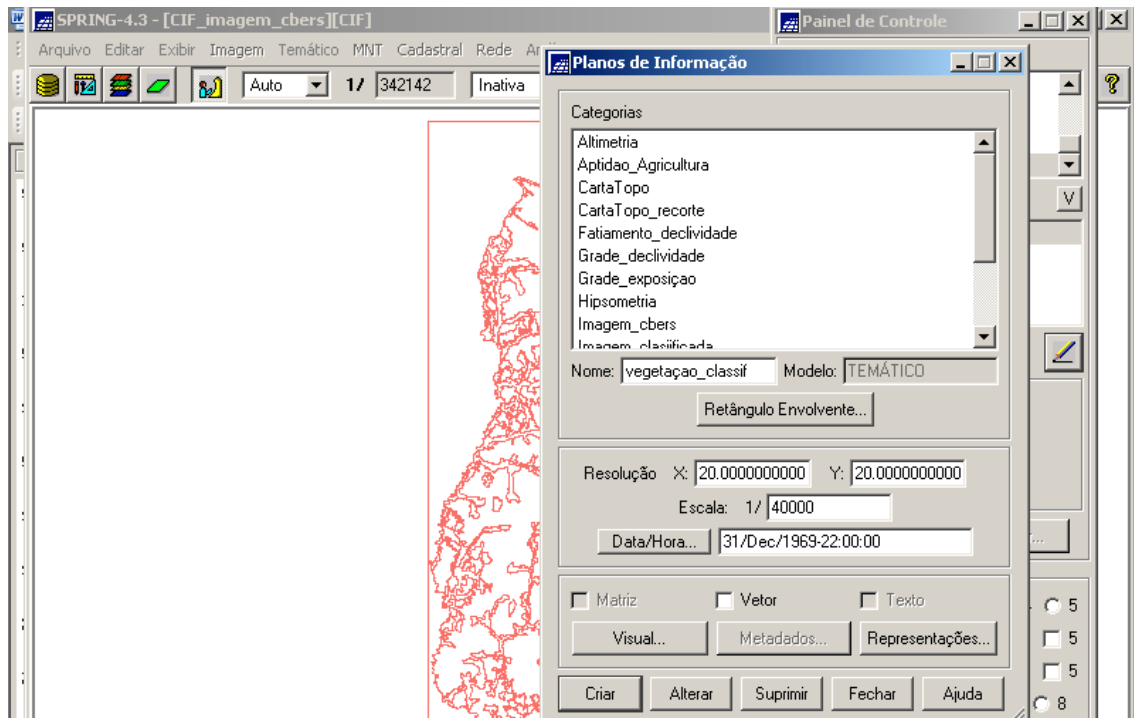 SPRING-4.3 - [CIF_imagem_cbers][CIF]
Painel de Controle
Arquivo Editar Exibir Imagem Temático MNT Cadastral Rede
Auto 1/ 342142 Inativa
Planos de Informação
Categorias
Altimetria
Aptidao_Agricultura
CartaTopo
CartaTopo_recorte
Fatiamento_declividade
Grade_declividade
Grade_exposiçao
Hipsometria
Imagem_cbers
Imagem_clasiificada
V
Nome: vegetaçao_classif Modelo: TEMÁTICO
Retângulo Envolvente...
Resolução X: 20.0000000000 Y: 20.0000000000
Escala: 1/ 40000
Data/Hora... 31/Dec/1969-22:00:00
Matriz Vetor Texto
5
Visual... Metadados... Representações...
5
5
Criar Alterar Suprimir Fechar Ajuda
8